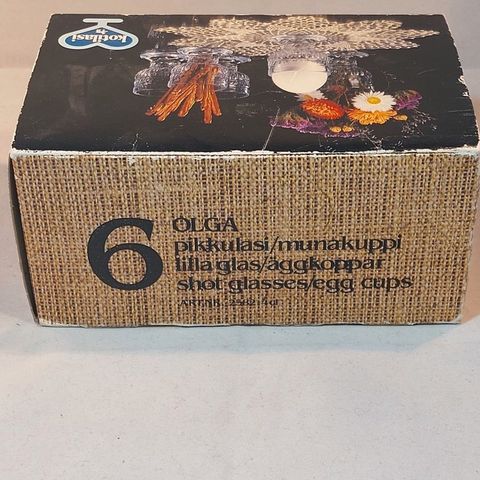 kotilasi
6
OLGA
pikkulasi/munakuppi
lilla glas/äggkoppar
shot glasses/egg cups